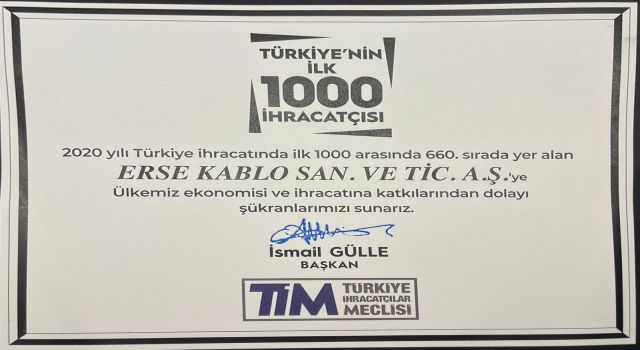 TÜRKİYE'NİN
İLK
1000
İHRACATÇISI
2020 yılı Türkiye ihracatında ilk 1000 arasında 660. sırada yer alan
ERSE KABLO SAN. VE TİC. A.Ş.'ye
Ülkemiz ekonomisi ve ihracatına katkılarından dolayı
şükranlarımızı sunarız.
İsmail GÜLLE
BAŞKAN
TİM TÜRKİYE
İHRACATÇILAR
MECLİSİ